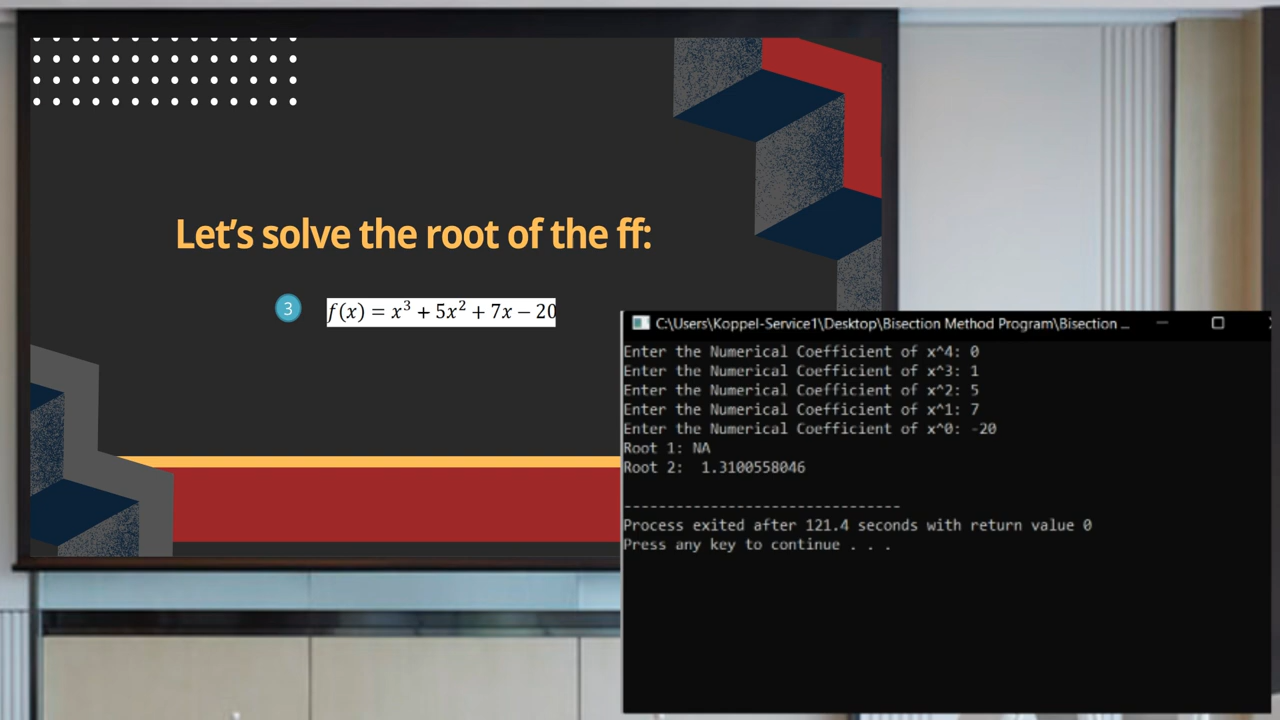 Let's solve the root of the ff:
3
f(x) = x³ + 5x² + 7x − 20
C:\Users\Koppel-Service1\Desktop\Bisection Method Program\Bisection ...
Enter the Numerical Coefficient of x^4: 0
Enter the Numerical Coefficient of x^3: 1
Enter the Numerical Coefficient of x^2: 5
Enter the Numerical Coefficient of x^1: 7
Enter the Numerical Coefficient of x^0: -20
Root 1: NA
Root 2:  1.3100558046
--------------------------------
Process exited after 121.4 seconds with return value 0
Press any key to continue . . .